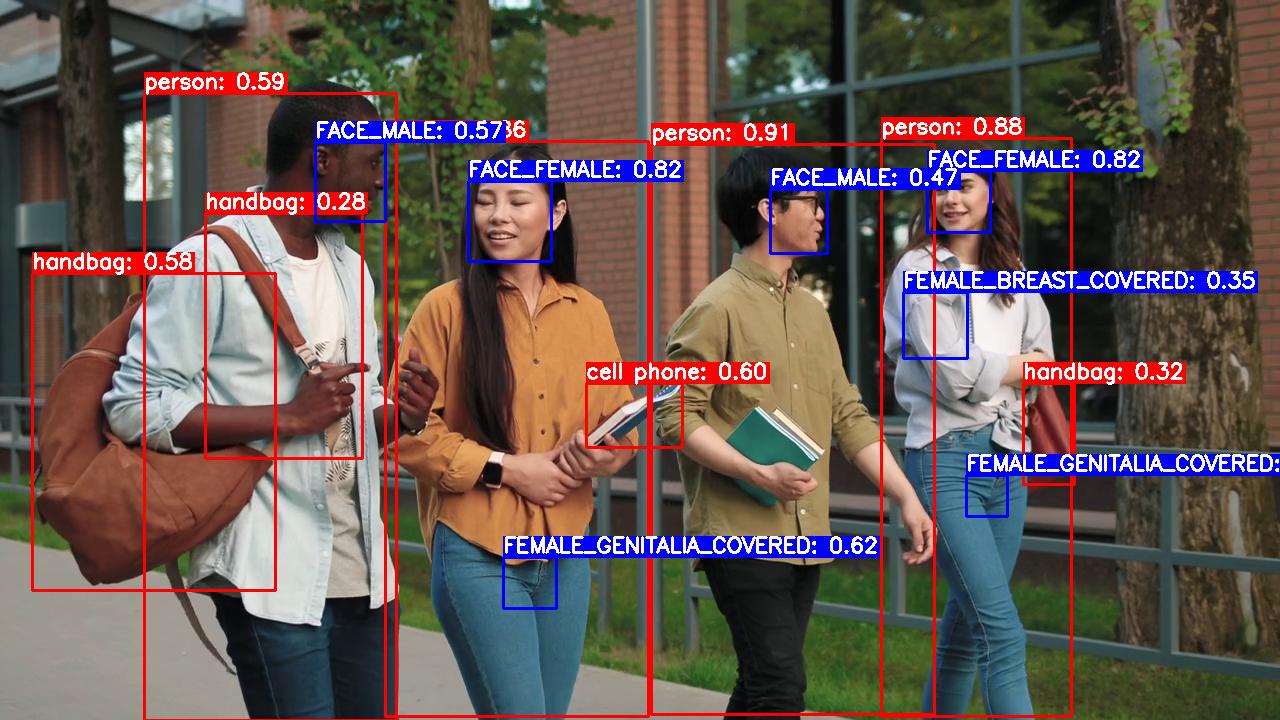 person: 0.59
FACE_MALE: 0.57
36
person: 0.91
person: 0.88
FACE_FEMALE: 0.82
FACE_MALE: 0.47
FACE_FEMALE: 0.82
handbag: 0.28
handbag: 0.58
FEMALE_BREAST_COVERED: 0.35
cell phone: 0.60
handbag: 0.32
FEMALE_GENITALIA_COVERED:
FEMALE_GENITALIA_COVERED: 0.62